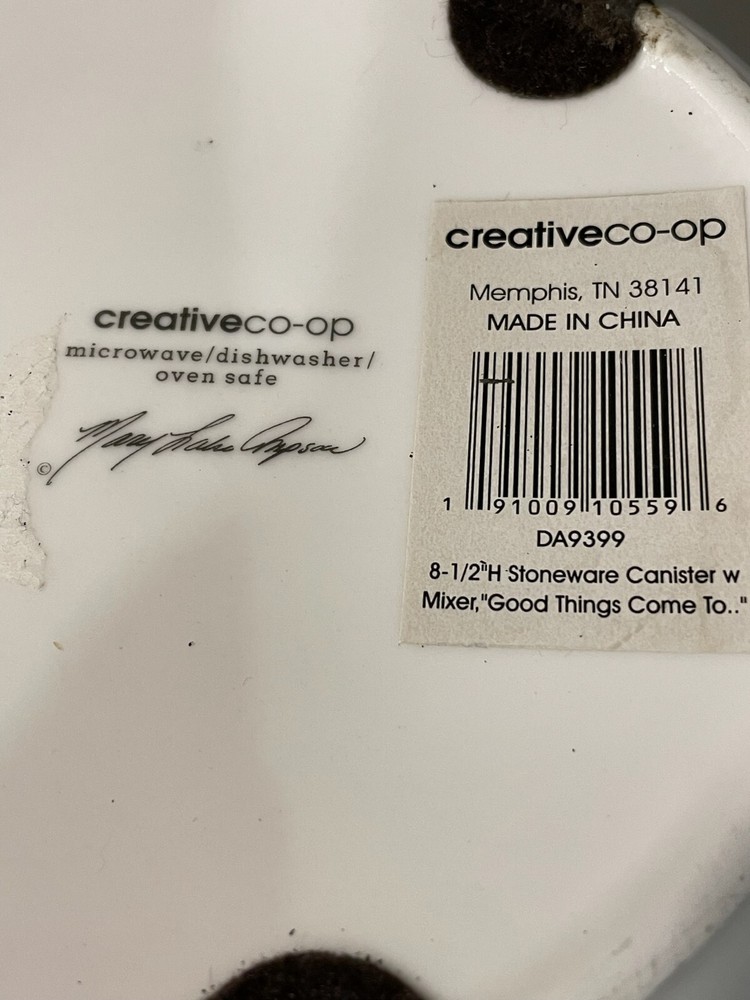 creativeco-op
microwave/dishwasher/
oven safe
©
creativeco-op
Memphis, TN 38141
MADE IN CHINA
1 91009 10559 6
DA9399
8-1/2"H Stoneware Canister w
Mixer,"Good Things Come To.."